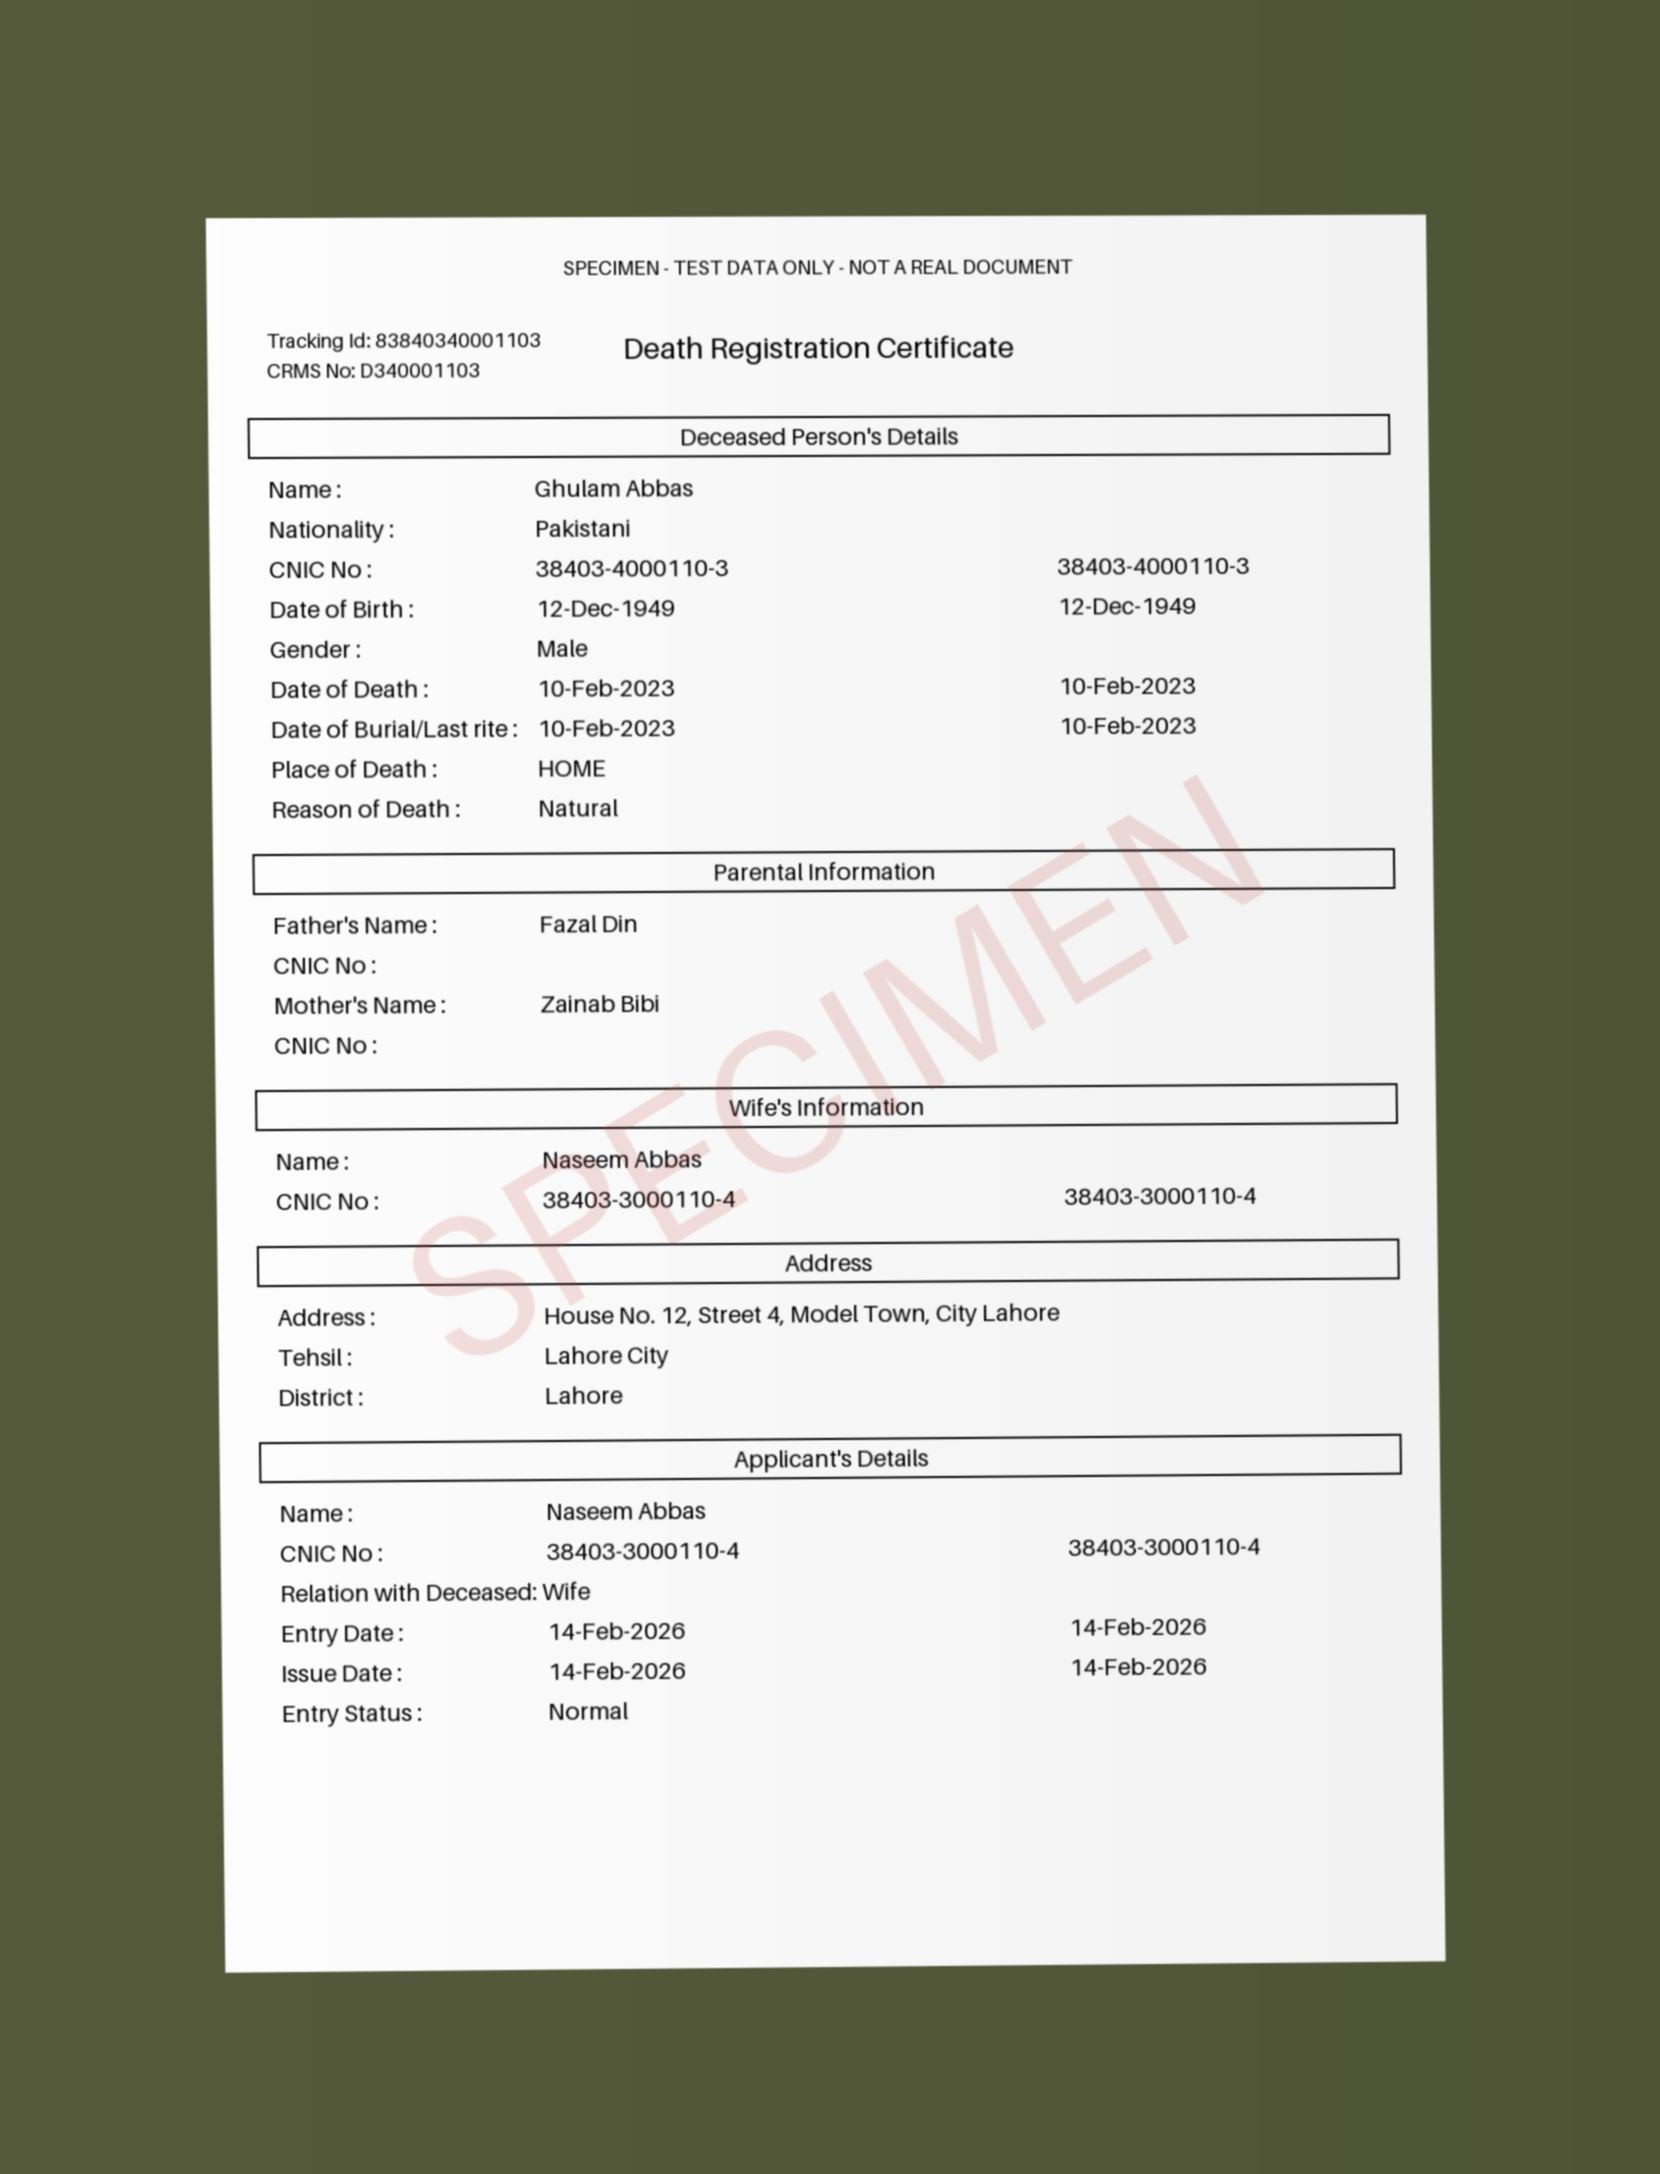 SPECIMEN - TEST DATA ONLY - NOT A REAL DOCUMENT
Tracking Id: 83840340001103
CRMS No: D340001103
Death Registration Certificate
Deceased Person's Details
Name : Ghulam Abbas
Nationality : Pakistani
CNIC No : 38403-4000110-3 38403-4000110-3
Date of Birth : 12-Dec-1949 12-Dec-1949
Gender : Male
Date of Death : 10-Feb-2023 10-Feb-2023
Date of Burial/Last rite : 10-Feb-2023 10-Feb-2023
Place of Death : HOME
Reason of Death : Natural
Parental Information
Father's Name : Fazal Din
CNIC No :
Mother's Name : Zainab Bibi
CNIC No :
Wife's Information
Name : Naseem Abbas
CNIC No : 38403-3000110-4 38403-3000110-4
Address
Address : House No. 12, Street 4, Model Town, City Lahore
Tehsil : Lahore City
District : Lahore
Applicant's Details
Name : Naseem Abbas
CNIC No : 38403-3000110-4 38403-3000110-4
Relation with Deceased: Wife
Entry Date : 14-Feb-2026 14-Feb-2026
Issue Date : 14-Feb-2026 14-Feb-2026
Entry Status : Normal
SPECIMEN